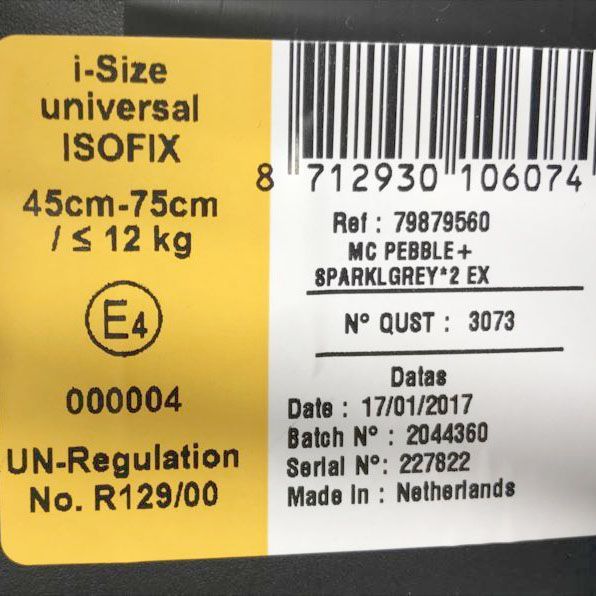 i-Size
universal
ISOFIX
45cm-75cm
/ ≤ 12 kg
E4
000004
UN-Regulation
No. R129/00
8 712930 106074
Ref : 79879560
MC PEBBLE+
SPARKLGREY*2 EX
N° QUST : 3073
Datas
Date : 17/01/2017
Batch N° : 2044360
Serial N°: 227822
Made In : Netherlands